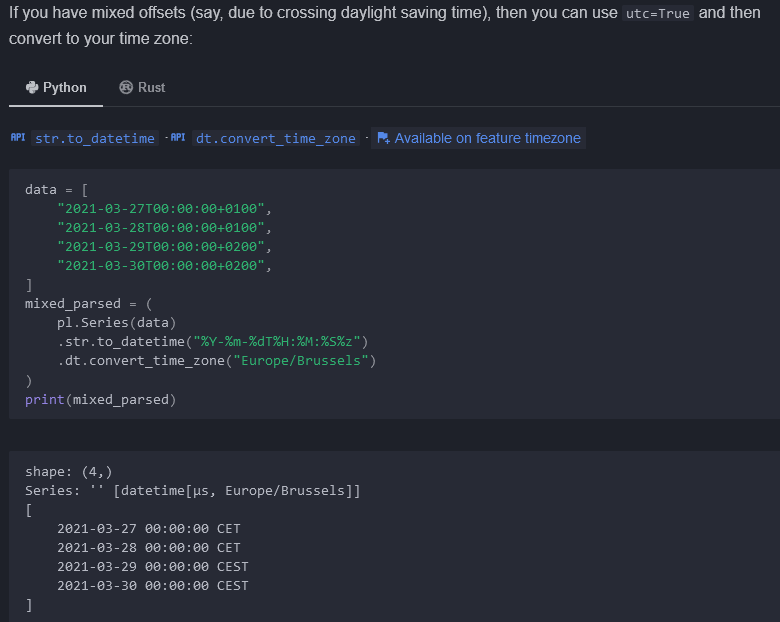 If you have mixed offsets (say, due to crossing daylight saving time), then you can use utc=True and then
convert to your time zone:
Python Rust
API str.to_datetime · API dt.convert_time_zone · Available on feature timezone
data = [
    "2021-03-27T00:00:00+0100",
    "2021-03-28T00:00:00+0100",
    "2021-03-29T00:00:00+0200",
    "2021-03-30T00:00:00+0200",
]
mixed_parsed = (
    pl.Series(data)
    .str.to_datetime("%Y-%m-%dT%H:%M:%S%z")
    .dt.convert_time_zone("Europe/Brussels")
)
print(mixed_parsed)
shape: (4,)
Series: '' [datetime[μs, Europe/Brussels]]
[
    2021-03-27 00:00:00 CET
    2021-03-28 00:00:00 CET
    2021-03-29 00:00:00 CEST
    2021-03-30 00:00:00 CEST
]